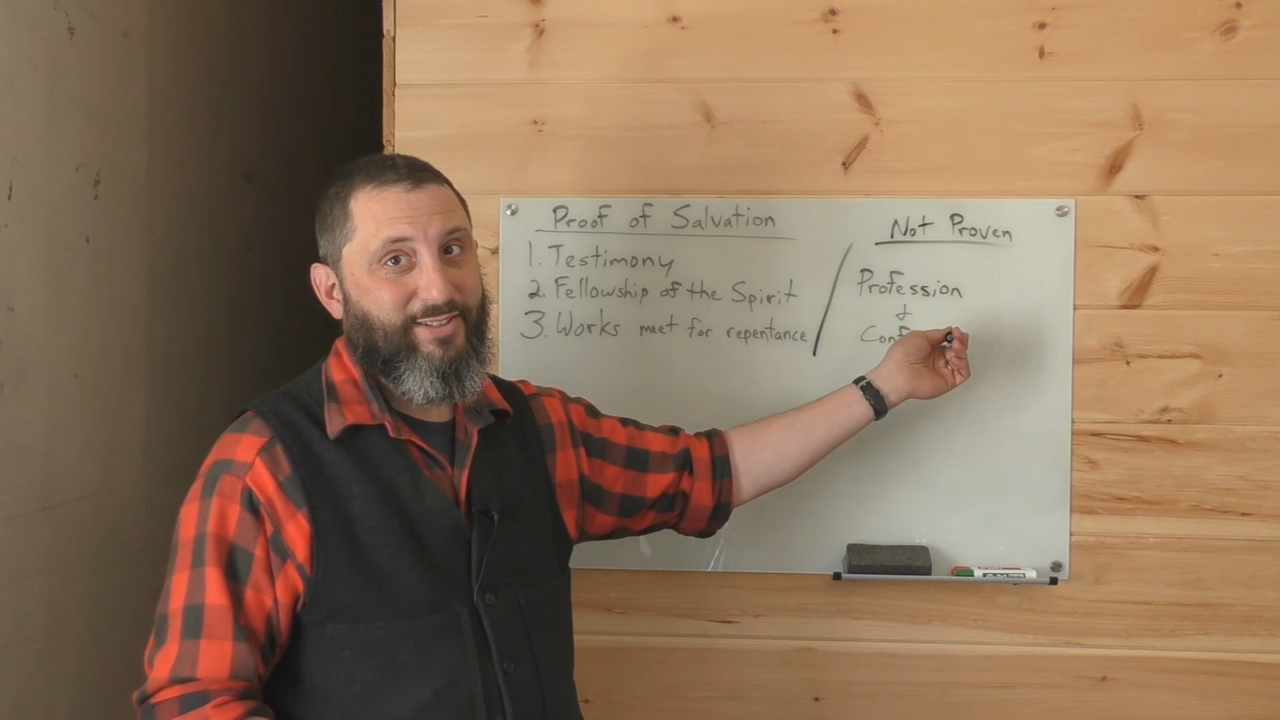 Proof of Salvation
1. Testimony
2. Fellowship of the Spirit
3. Works meet for repentance
Not Proven
Profession
&